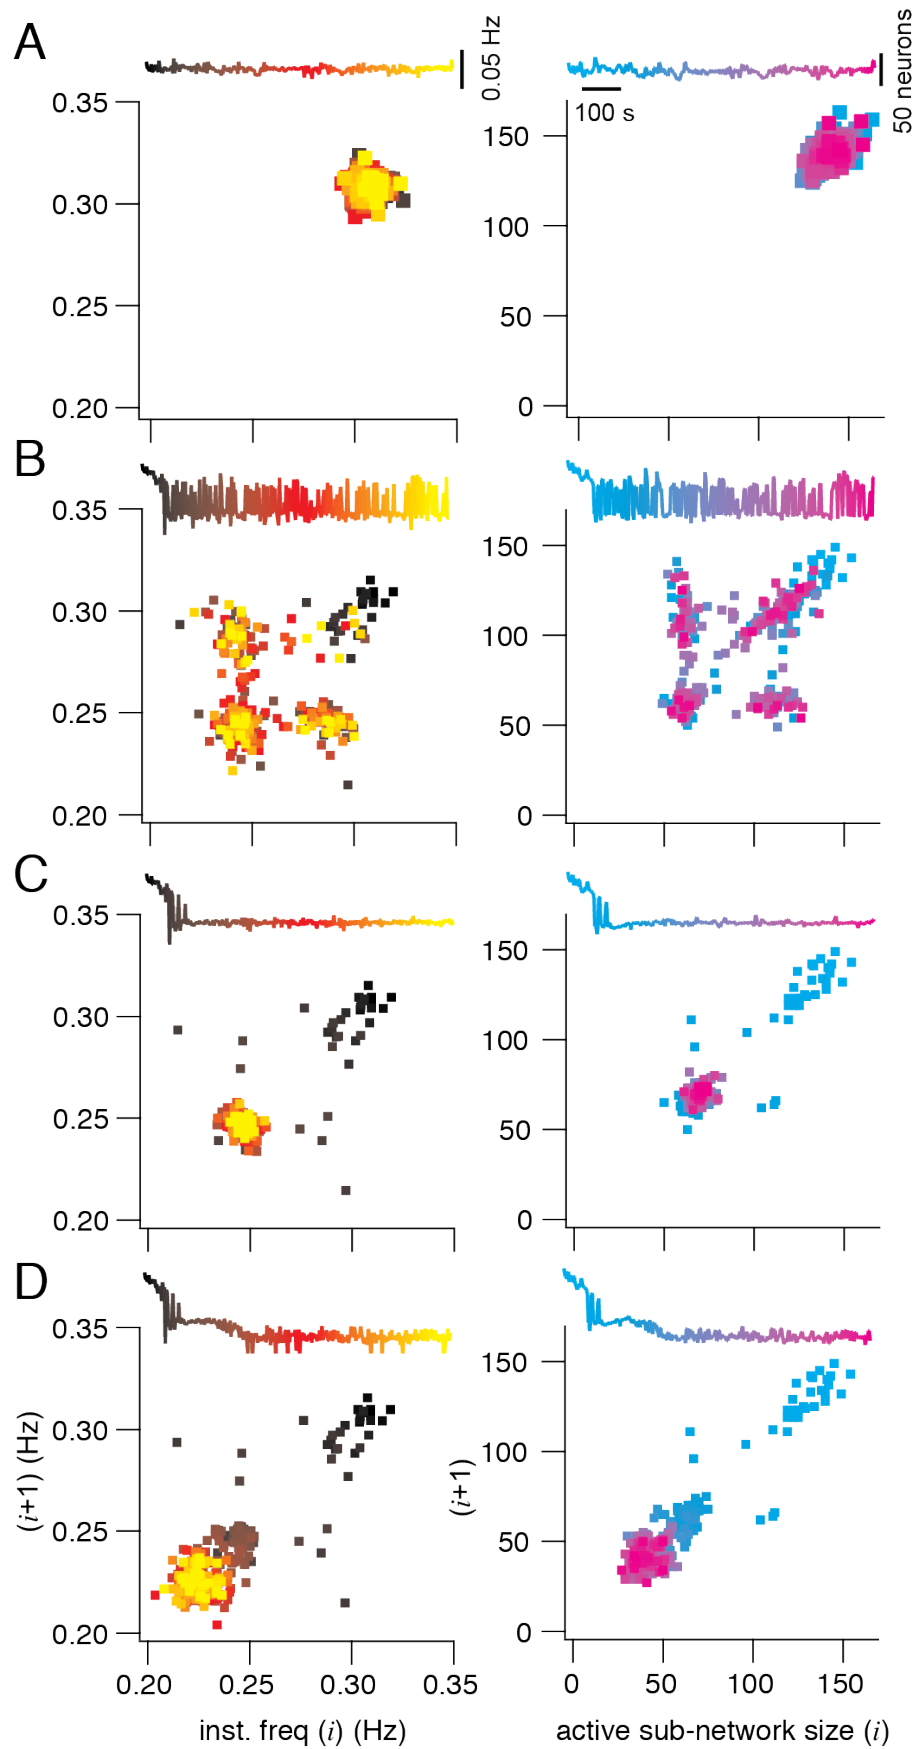 A
0.05 Hz
50 neurons
100 s
0.35
0.30
0.25
0.20
150
100
50
0
B
0.35
0.30
0.25
0.20
150
100
50
0
C
0.35
0.30
0.25
0.20
150
100
50
0
D
0.35
0.30
0.25
0.20
(i+1) (Hz)
150
100
50
0
(i+1)
0.20 0.25 0.30 0.35
inst. freq (i) (Hz)
0 50 100 150
active sub-network size (i)